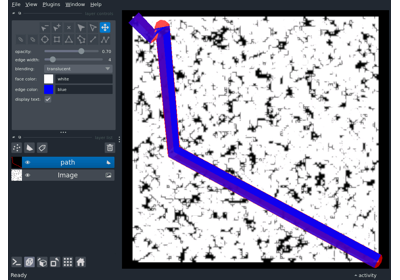 File View Plugins Window Help
opacity: 0.70
edge width: 4
blending: translucent
face color: white
edge color: blue
display text: ✓
path
Image
Ready
activity